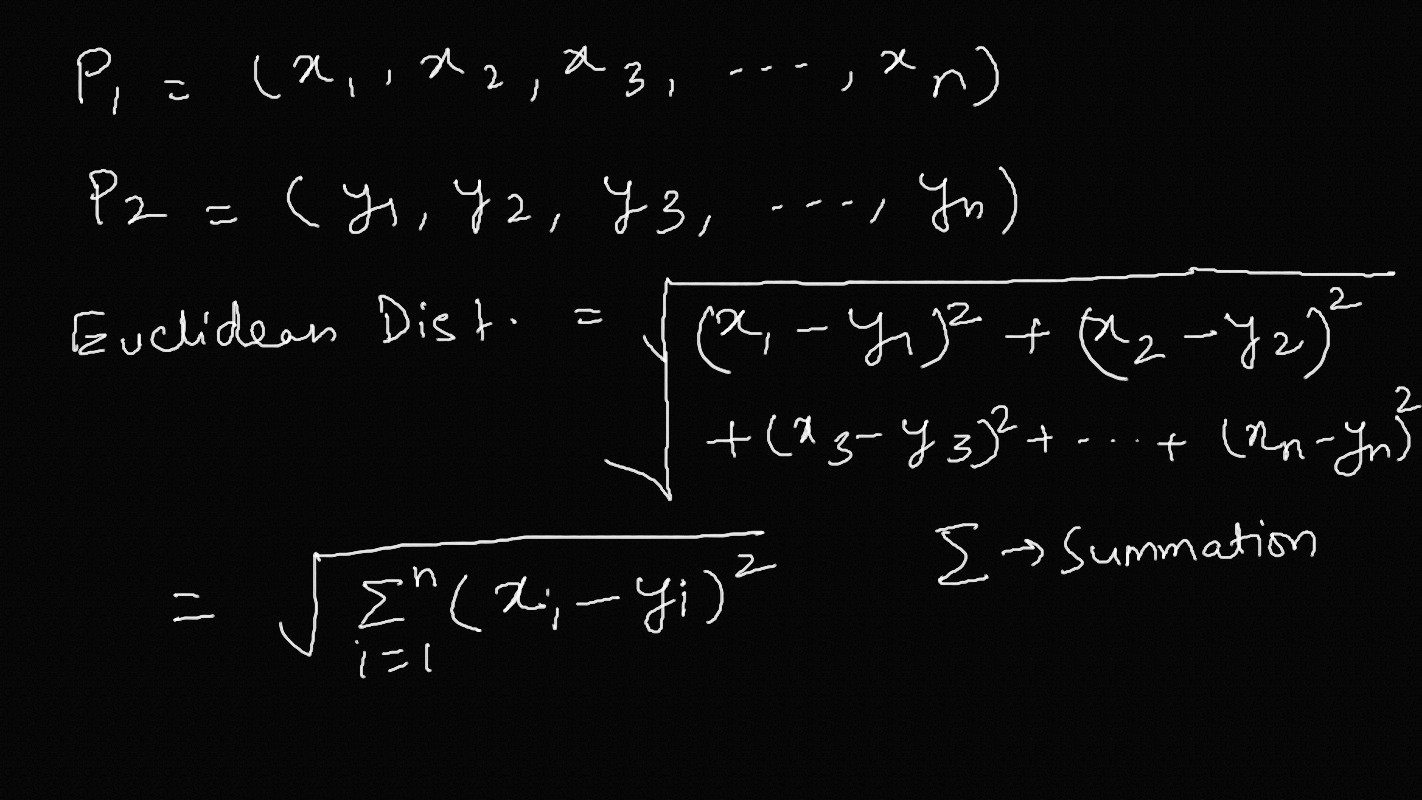 P₁ = (x₁, x₂, x₃, ---, xₙ)
P2 = (y₁, y₂, y₃, ---, yₙ)
Euclidean Dist. = √(x₁ - y₁)² + (x₂ - y₂)²
+ (x₃ - y₃)² + ---- + (xₙ - yₙ)²
= √∑ⁿᵢ₌₁ (xᵢ - yᵢ)² ∑ → Summation